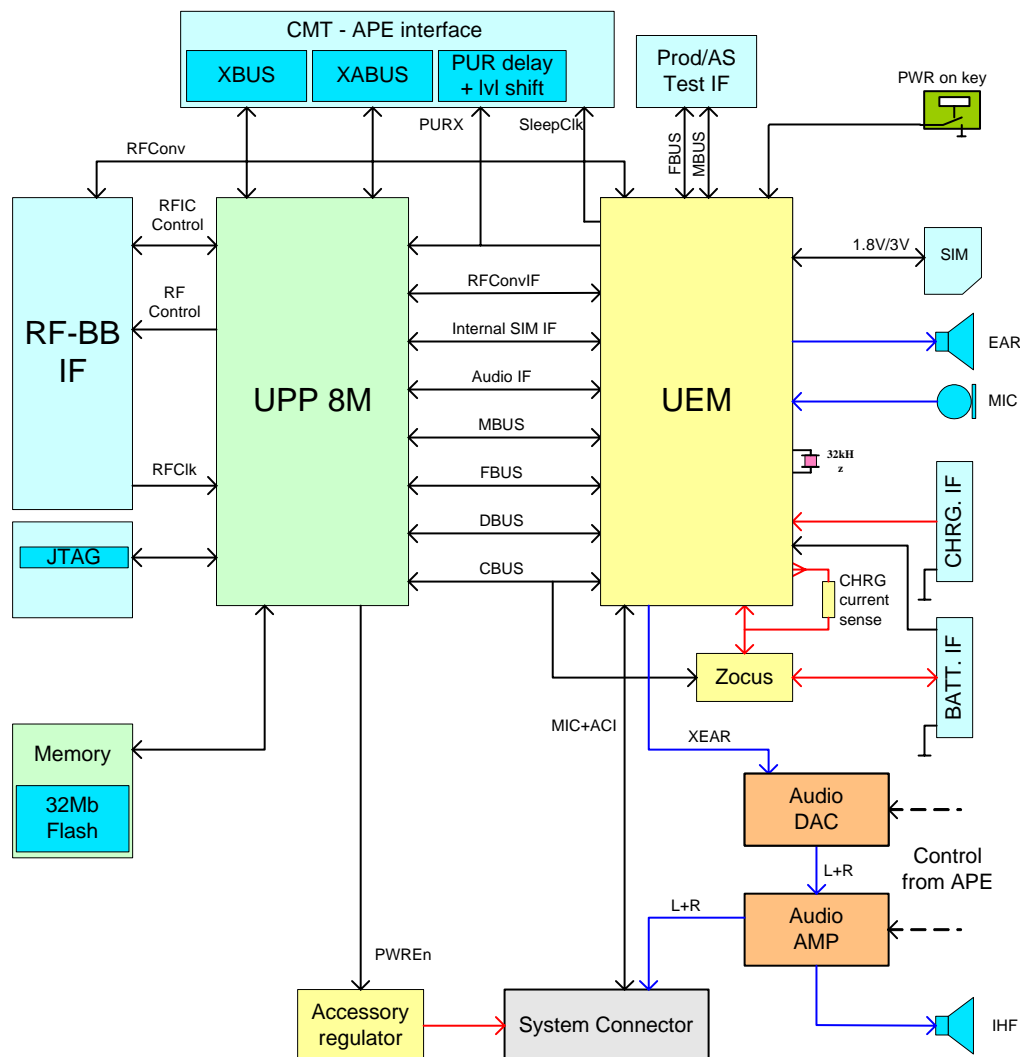 CMT - APE interface
XBUS
XABUS
PUR delay
+ lvl shift
Prod/AS
Test IF
PWR on key
PURX
SleepClk
FBUS
MBUS
RFConv
RFIC
Control
RF
Control
RF-BB
IF
RFClk
JTAG
UPP 8M
RFConvIF
Internal SIM IF
Audio IF
MBUS
FBUS
DBUS
CBUS
UEM
1.8V/3V
SIM
EAR
MIC
32kH
z
CHRG. IF
CHRG
current
sense
BATT. IF
Zocus
MIC+ACI
XEAR
Memory
32Mb
Flash
Audio
DAC
L+R
Control
from APE
L+R
Audio
AMP
PWREn
Accessory
regulator
System Connector
IHF